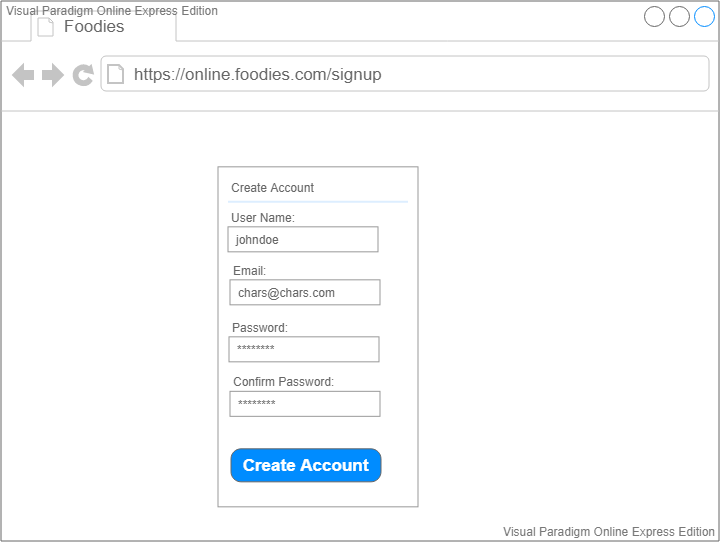 Visual Paradigm Online Express Edition
Foodies
https://online.foodies.com/signup
Create Account
User Name:
johndoe
Email:
chars@chars.com
Password:
********
Confirm Password:
********
Create Account
Visual Paradigm Online Express Edition